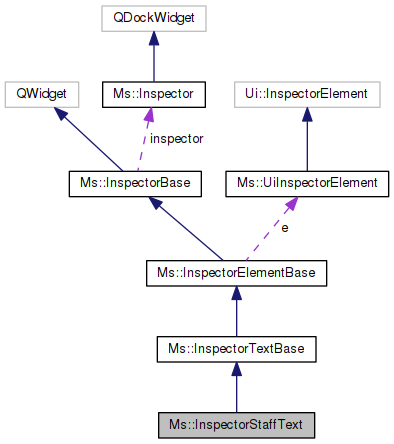 QDockWidget
QWidget
Ms::Inspector
Ui::InspectorElement
inspector
Ms::InspectorBase
Ms::UiInspectorElement
e
Ms::InspectorElementBase
Ms::InspectorTextBase
Ms::InspectorStaffText